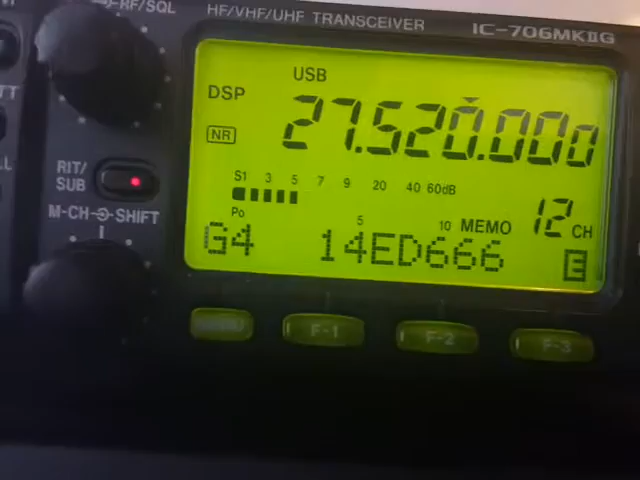 -RF/SQL
HF/VHF/UHF TRANSCEIVER
IC-706MKIIG
USB
DSP
NR
27.520.000
RIT/
SUB
S1 3 5 7 9 20 40 60dB
M-CH SHIFT
Po 5 10 MEMO 12 CH
G4 14ED666 E
F-1 F-2 F-3